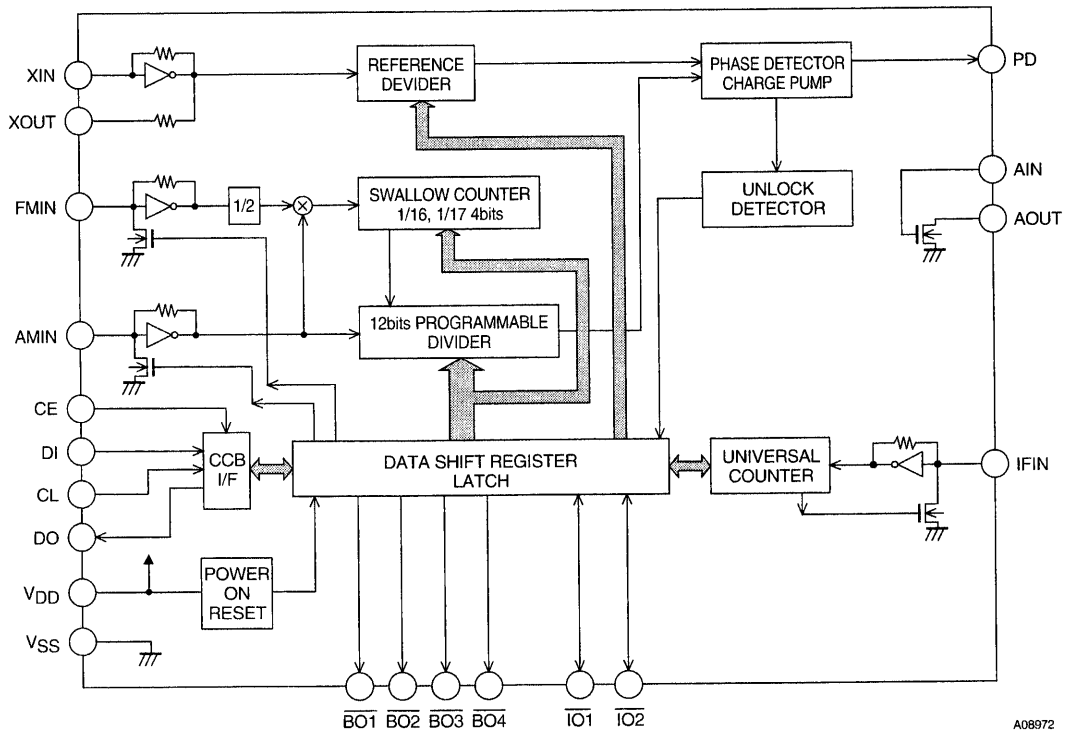 XIN
REFERENCE
DEVIDER
PHASE DETECTOR
CHARGE PUMP
PD
XOUT
AIN
FMIN
1/2
SWALLOW COUNTER
1/16, 1/17 4bits
UNLOCK
DETECTOR
AOUT
AMIN
12bits PROGRAMMABLE
DIVIDER
CE
DI
CL
DO
CCB
I/F
DATA SHIFT REGISTER
LATCH
UNIVERSAL
COUNTER
IFIN
VDD
POWER
ON
RESET
VSS
BO1 BO2 BO3 BO4 IO1 IO2
A08972